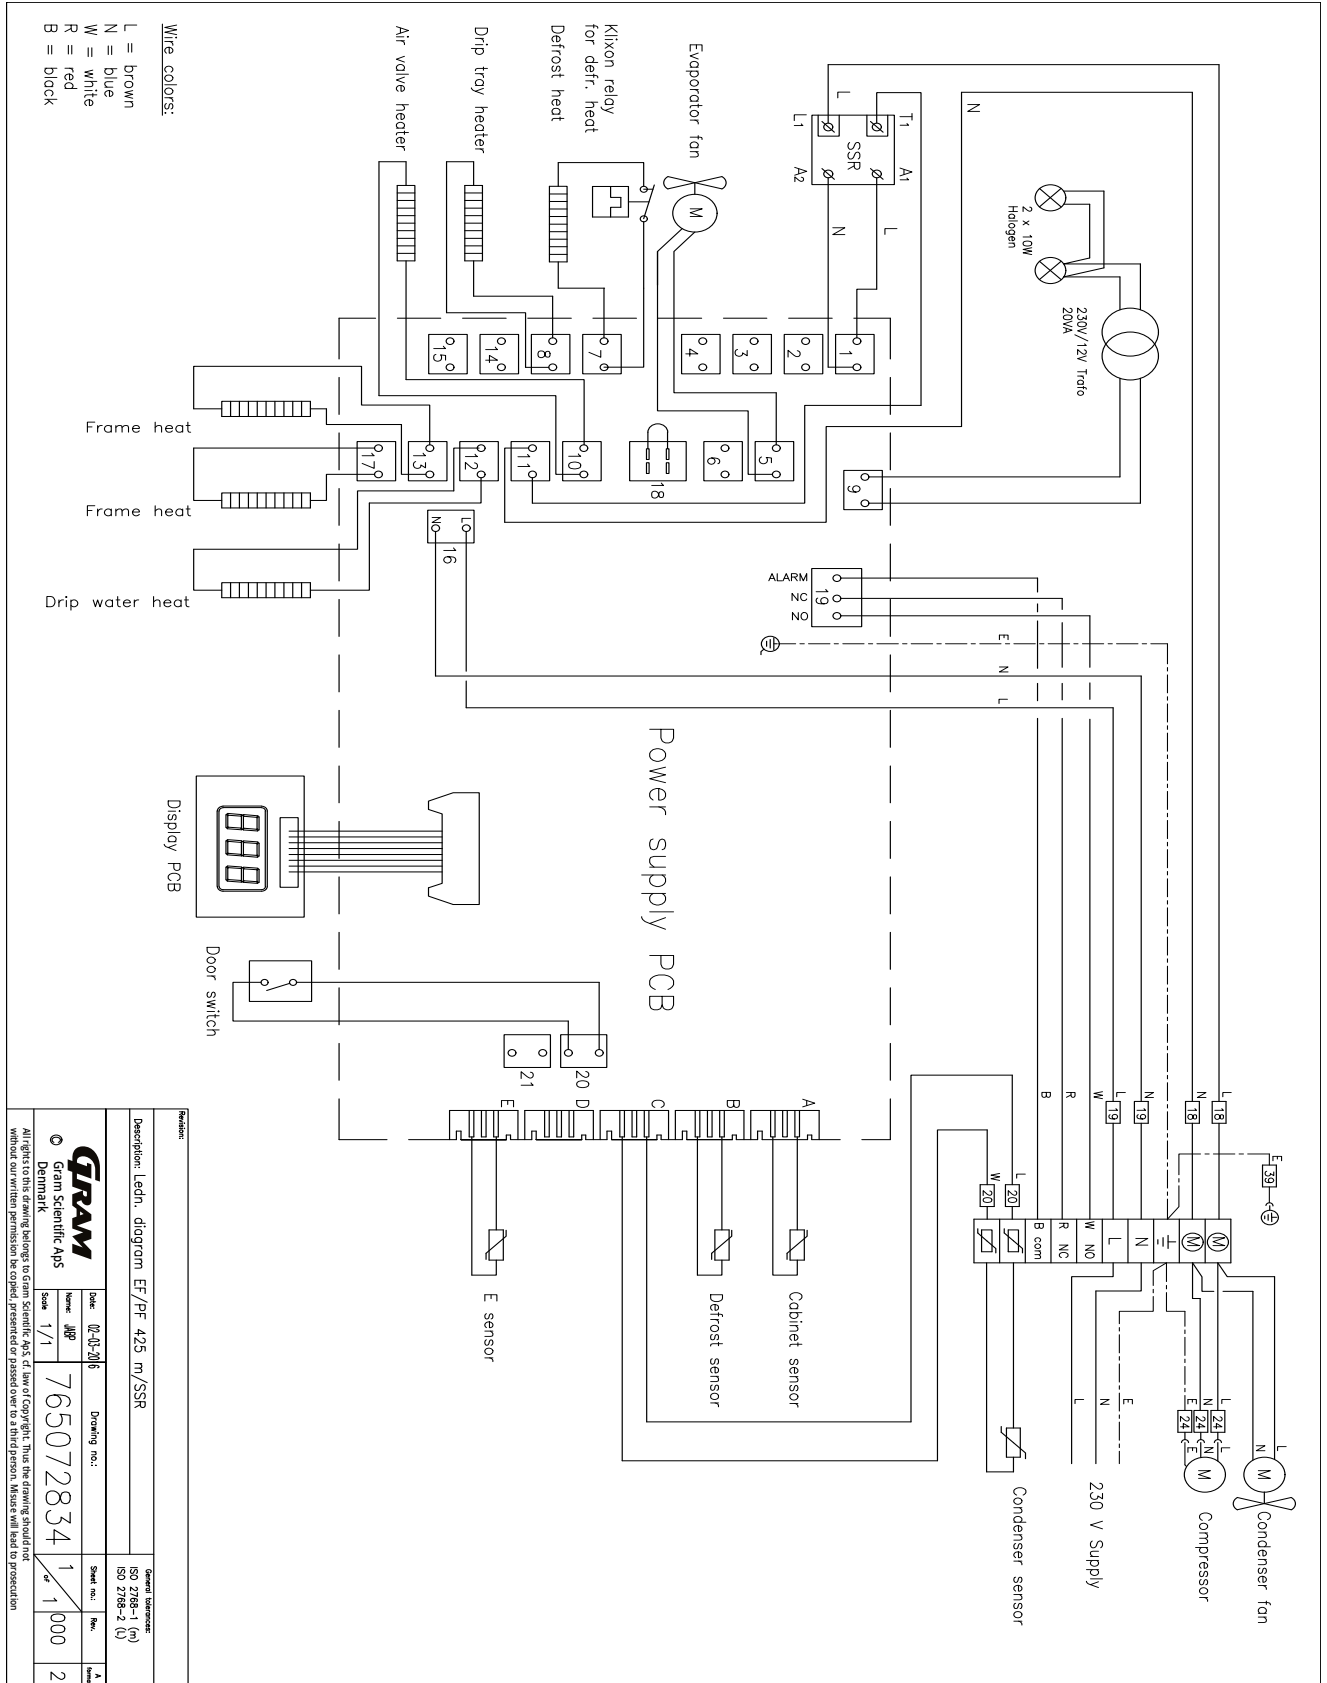 Wire colors:
L = brown
N = blue
W = white
R = red
B = black
Air valve heater
Drip tray heater
Defrost heat
Klixon relay
for defr. heat
Evaporator fan
M
L
N
L1
T1
SSR
A2
A1
N
L
2 x 10W
Halogen
230V/12V Trafo
20VA
15
14
8
7
4
3
2
1
17
13
12
11
10
18
6
5
9
Frame heat
Frame heat
Drip water heat
NO
LO
16
ALARM
NC
NO
19
E
N
L
Power supply PCB
Display PCB
Door switch
21
20
E
D
C
B
A
E sensor
Defrost sensor
Cabinet sensor
B
R
W
L
N
N
L
19
19
18
18
E
39
W
L
20
20
B com
R NC
W NO
L
N
M
M
L
N
E
230 V Supply
Condenser sensor
E
N
L
24
24
24
E
N
L
M
Compressor
N
L
M
Condenser fan
Revision:
Description: Ledn. diagram EF/PF 425 m/SSR
General tolerances:
ISO 2768-1 (m)
ISO 2768-2 (L)
GRAM
© Gram Scientific ApS
Denmark
Date: 02-03-2016
Name: JABP
Scale 1/1
Drawing no.:
765072834
Sheet no.:
1 OF 1
Rev.
000
A
2
All rights to this drawing belongs to Gram Scientific ApS, cf. law of Copyright. Thus the drawing should not
without our written permission be copied, presented or passed over to a third person. Misuse will lead to prosecution